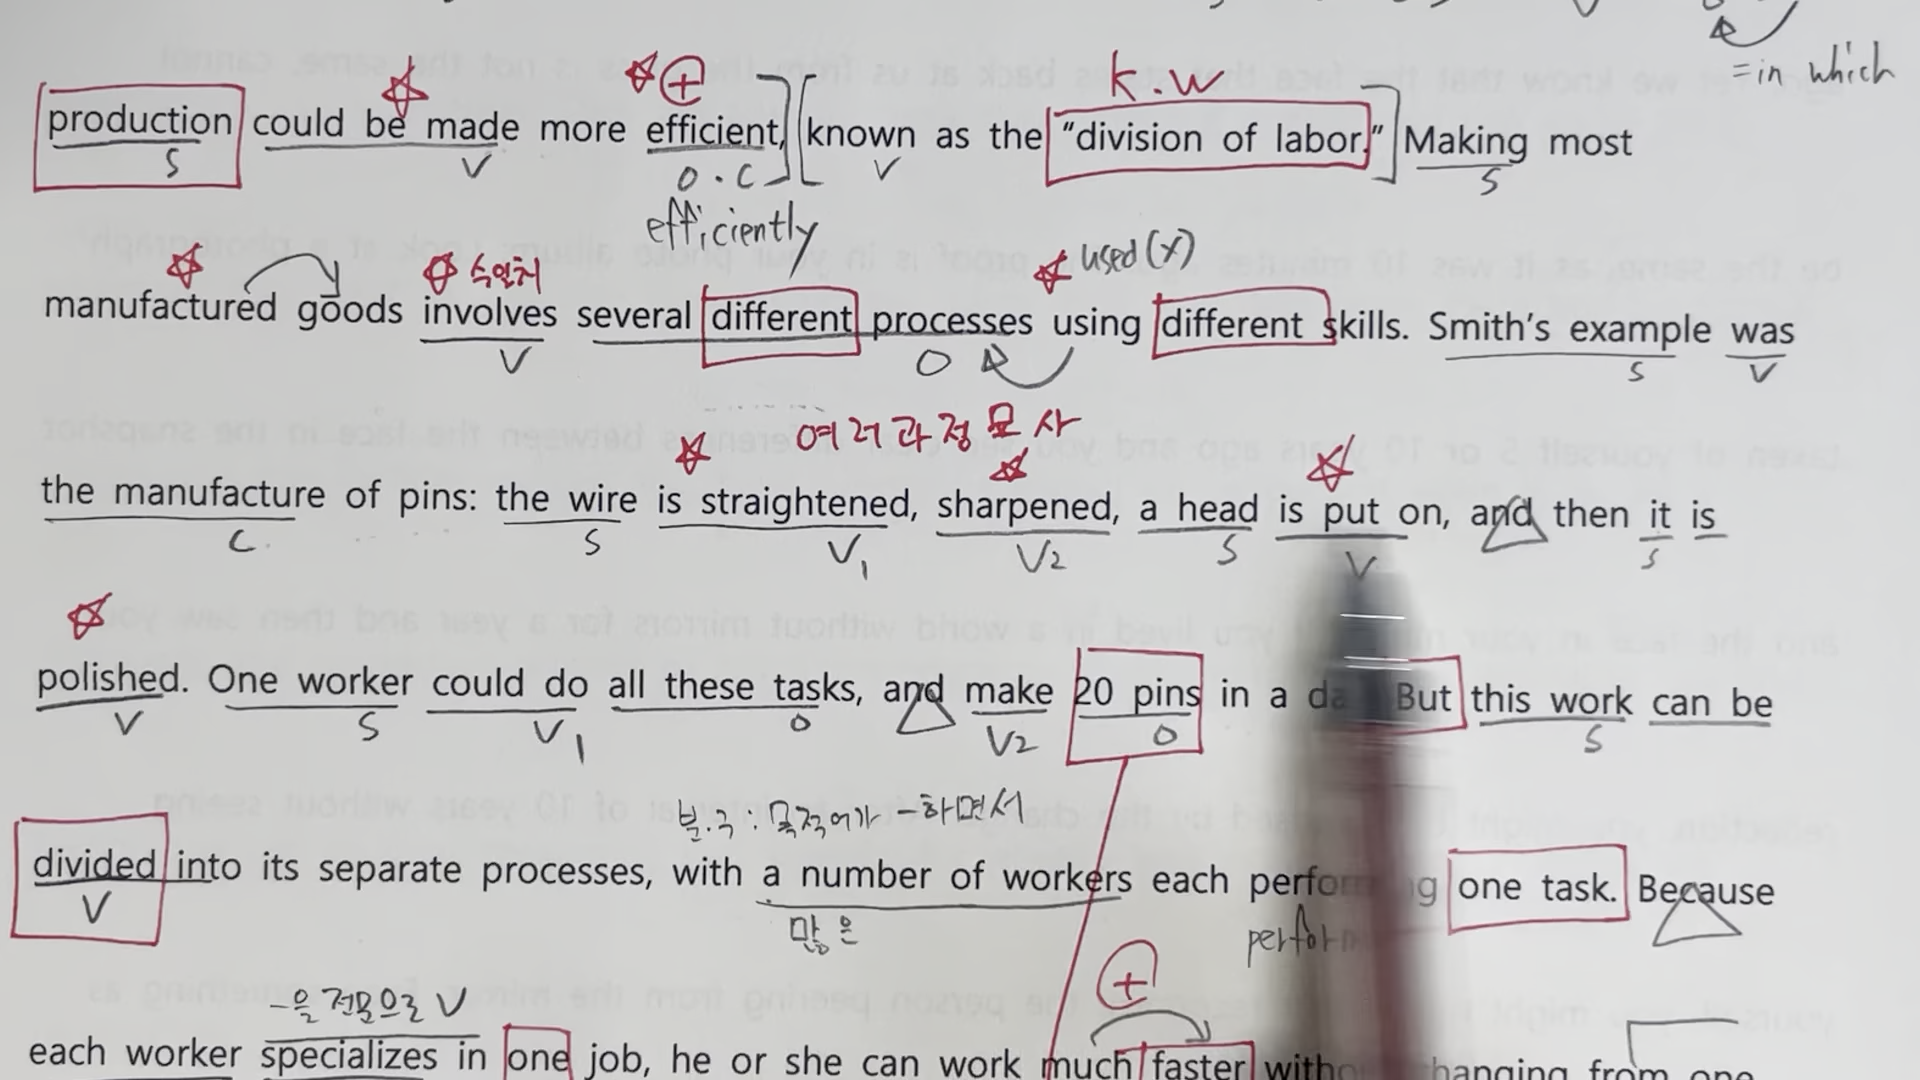 = in which
k.w
production could be made more efficient, known as the “division of labor.” Making most
S V O.C V S
efficiently
used(X)
수일치
manufactured goods involves several different processes using different skills. Smith’s example was
V O S V
여러과정묘사
the manufacture of pins: the wire is straightened, sharpened, a head is put on, and then it is
C S V1 V2 S V S
polished. One worker could do all these tasks, and make 20 pins in a But this work can be
V S V1 O V2 O S
분.구 : 목적어가 -하면서
divided into its separate processes, with a number of workers each one task. Because
V 많은
-을 전문으로 V
each worker specializes in one job, he or she can work much faster from one